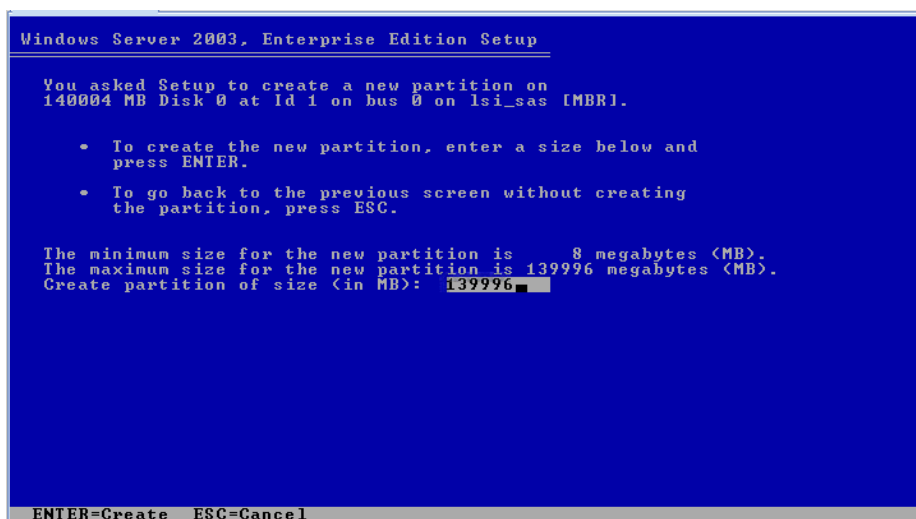 Windows Server 2003, Enterprise Edition Setup
You asked Setup to create a new partition on
140004 MB Disk 0 at Id 1 on bus 0 on lsi_sas [MBR].
• To create the new partition, enter a size below and
press ENTER.
• To go back to the previous screen without creating
the partition, press ESC.
The minimum size for the new partition is 8 megabytes (MB).
The maximum size for the new partition is 139996 megabytes (MB).
Create partition of size (in MB): 139996
ENTER=Create ESC=Cancel